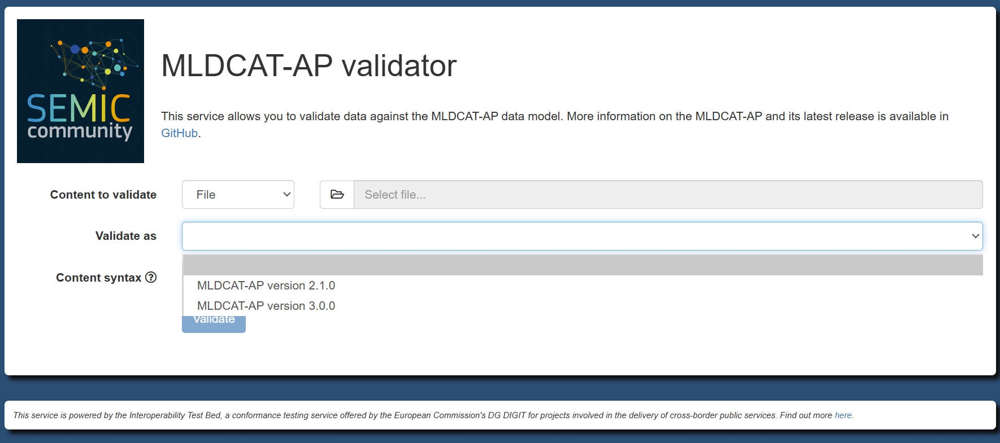 SEMIC
community
MLDCAT-AP validator
This service allows you to validate data against the MLDCAT-AP data model. More information on the MLDCAT-AP and its latest release is available in
GitHub.
Content to validate
File
Select file...
Validate as
Content syntax
MLDCAT-AP version 2.1.0
MLDCAT-AP version 3.0.0
Validate
This service is powered by the Interoperability Test Bed, a conformance testing service offered by the European Commission's DG DIGIT for projects involved in the delivery of cross-border public services. Find out more here.